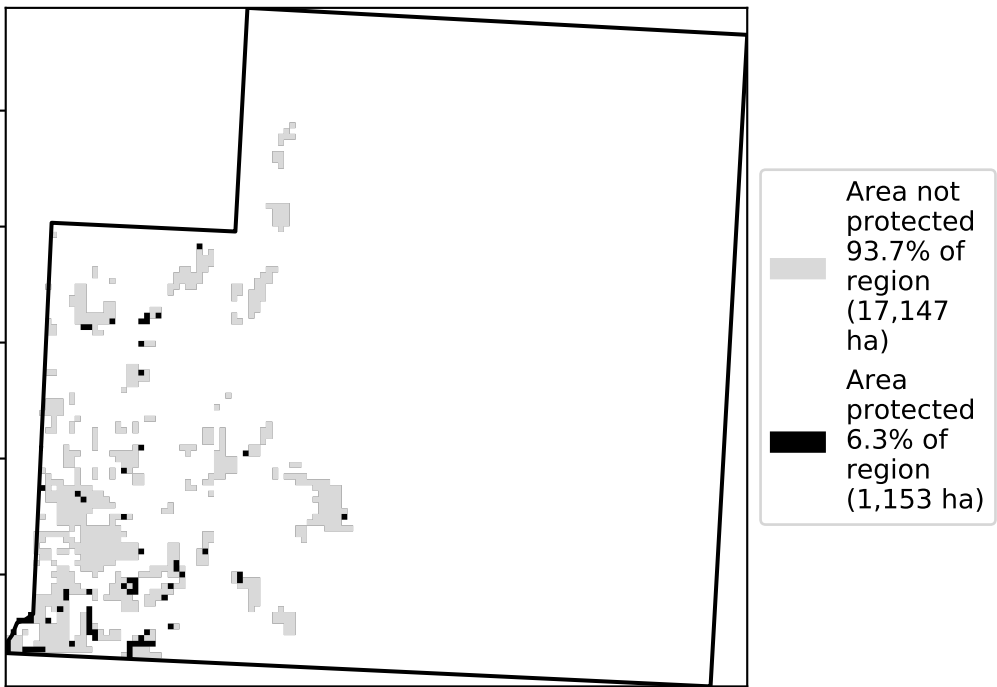 Area not
protected
93.7% of
region
(17,147
ha)
Area
protected
6.3% of
region
(1,153 ha)